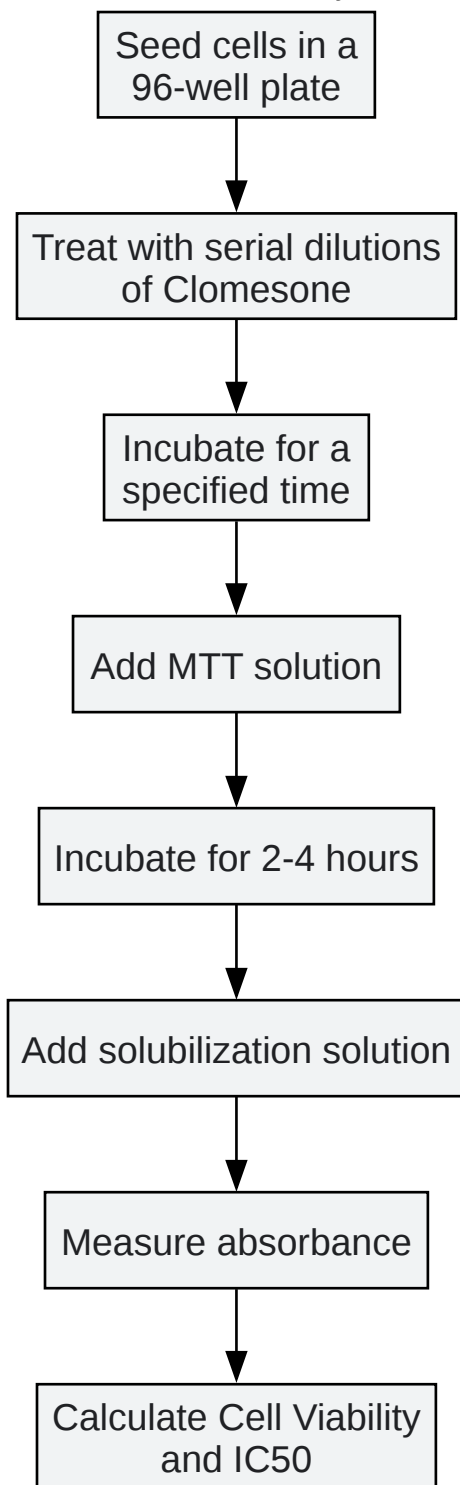 Seed cells in a
96-well plate
Treat with serial dilutions
of Clomesone
Incubate for a
specified time
Add MTT solution
Incubate for 2-4 hours
Add solubilization solution
Measure absorbance
Calculate Cell Viability
and IC50